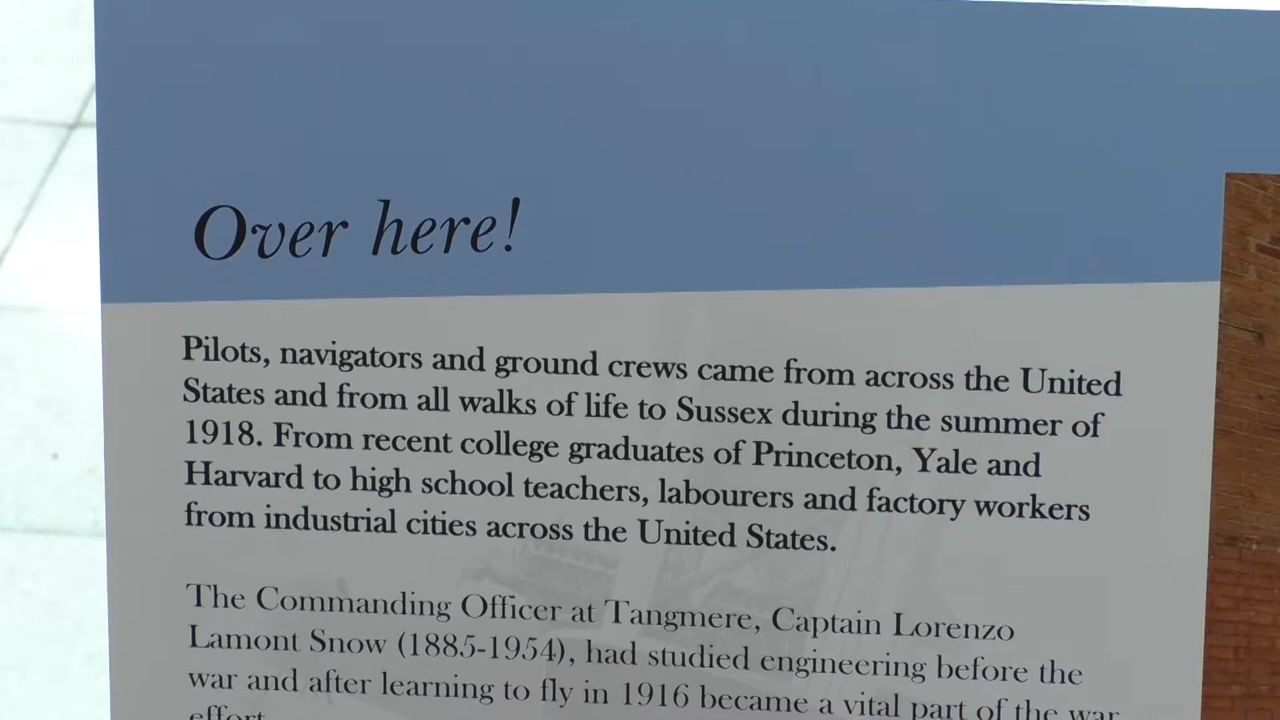 Over here!
Pilots, navigators and ground crews came from across the United
States and from all walks of life to Sussex during the summer of
1918. From recent college graduates of Princeton, Yale and
Harvard to high school teachers, labourers and factory workers
from industrial cities across the United States.
The Commanding Officer at Tangmere, Captain Lorenzo
Lamont Snow (1885-1954), had studied engineering before the
war and after learning to fly in 1916 became a vital part of the war
effort